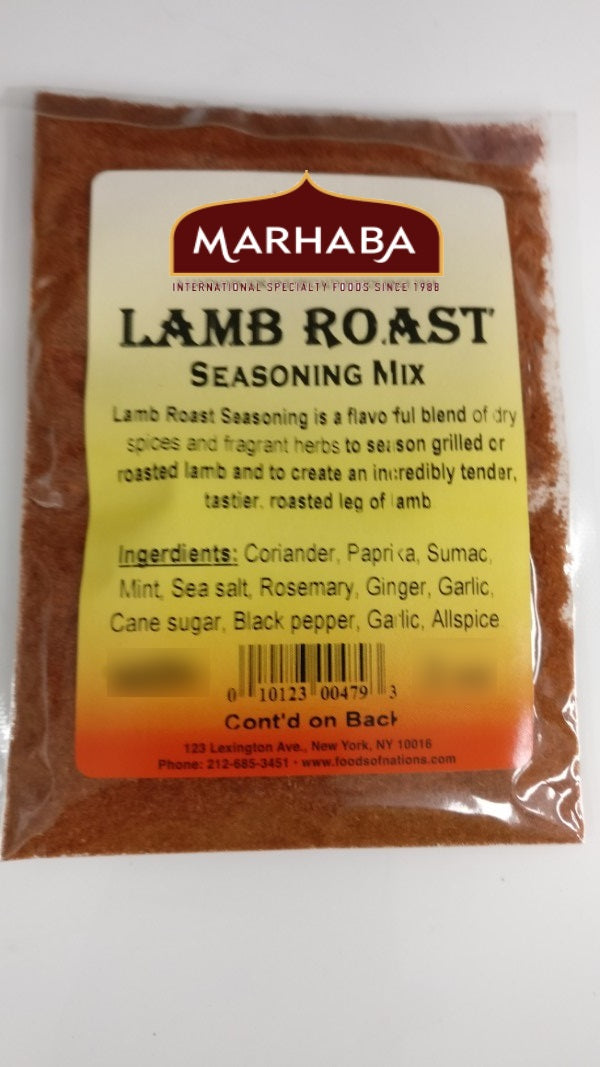 MARHABA
INTERNATIONAL SPECIALTY FOODS SINCE 1988
LAMB ROAST
SEASONING MIX
Lamb Roast Seasoning is a flavo ful blend of dry
spices and fragrant herbs to season grilled or
roasted lamb and to create an incredibly tender,
tastier. roasted leg of lamb
Ingerdients: Coriander, Paprika, Sumac,
Mint, Sea salt, Rosemary, Ginger, Garlic,
Cane sugar, Black pepper, Garlic, Allspice
0 10123 00479 3
Cont'd on Back
123 Lexington Ave., New York, NY 10016
Phone: 212-685-3451 • www.foodsofnations.com